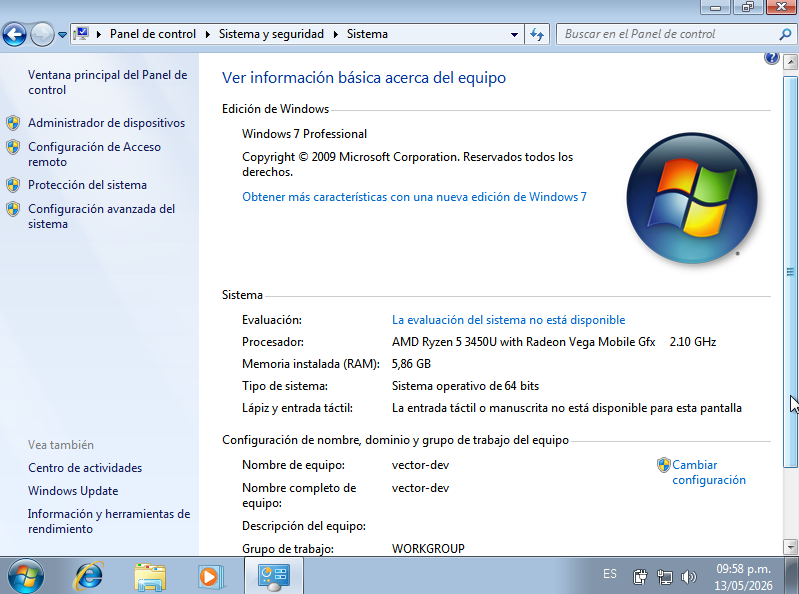 Panel de control ▸ Sistema y seguridad ▸ Sistema
Buscar en el Panel de control
Ventana principal del Panel de
control
Administrador de dispositivos
Configuración de Acceso
remoto
Protección del sistema
Configuración avanzada del
sistema
Vea también
Centro de actividades
Windows Update
Información y herramientas de
rendimiento
Ver información básica acerca del equipo
Edición de Windows
Windows 7 Professional
Copyright © 2009 Microsoft Corporation. Reservados todos los
derechos.
Obtener más características con una nueva edición de Windows 7
Sistema
Evaluación: La evaluación del sistema no está disponible
Procesador: AMD Ryzen 5 3450U with Radeon Vega Mobile Gfx 2.10 GHz
Memoria instalada (RAM): 5,86 GB
Tipo de sistema: Sistema operativo de 64 bits
Lápiz y entrada táctil: La entrada táctil o manuscrita no está disponible para esta pantalla
Configuración de nombre, dominio y grupo de trabajo del equipo
Nombre de equipo: vector-dev
Cambiar
configuración
Nombre completo de vector-dev
equipo:
Descripción del equipo:
Grupo de trabajo: WORKGROUP
ES
09:58 p.m.
13/05/2026